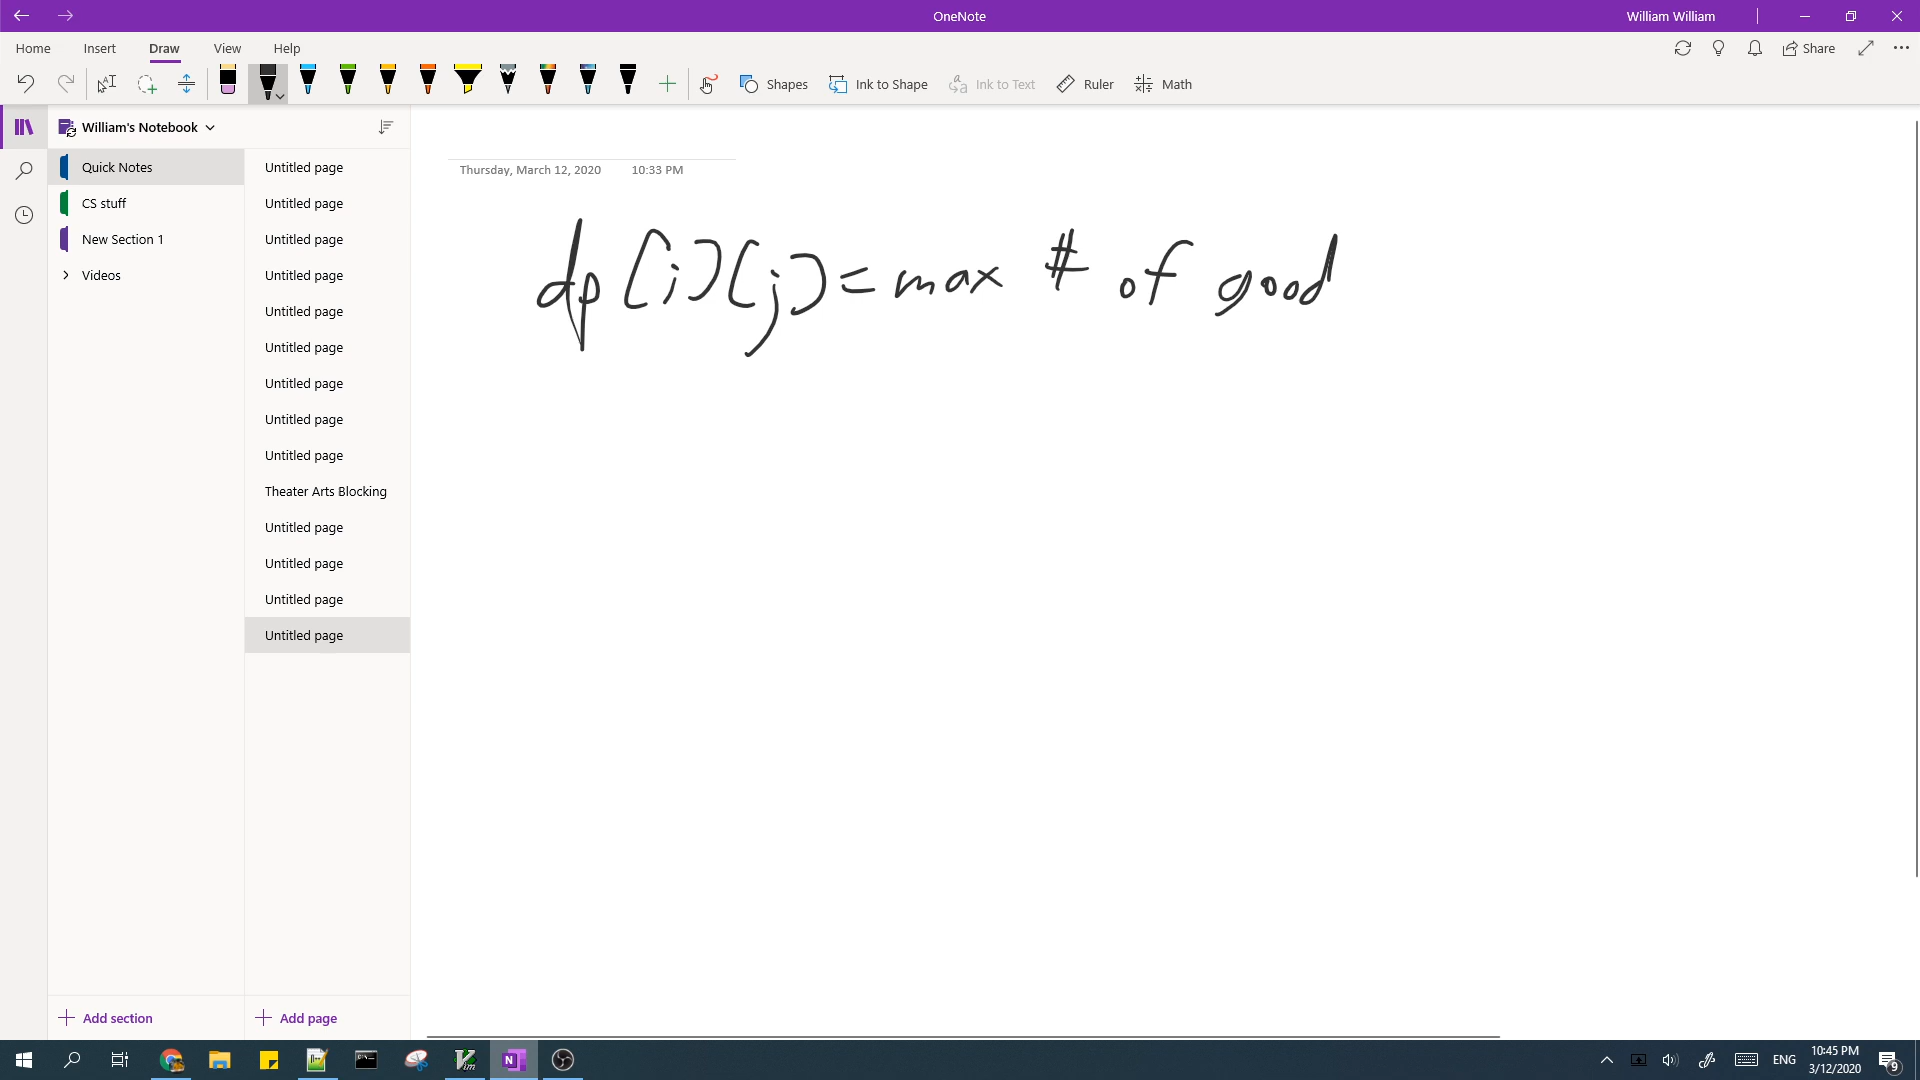 OneNote
William William
Home Insert Draw View Help
Share
Shapes Ink to Shape Ink to Text Ruler Math
William's Notebook
Quick Notes
CS stuff
New Section 1
Videos
Untitled page
Untitled page
Untitled page
Untitled page
Untitled page
Untitled page
Untitled page
Untitled page
Untitled page
Theater Arts Blocking
Untitled page
Untitled page
Untitled page
Untitled page
Thursday, March 12, 2020 10:33 PM
dp[i][j] = max # of good
Add section
Add page
ENG
10:45 PM
3/12/2020
9